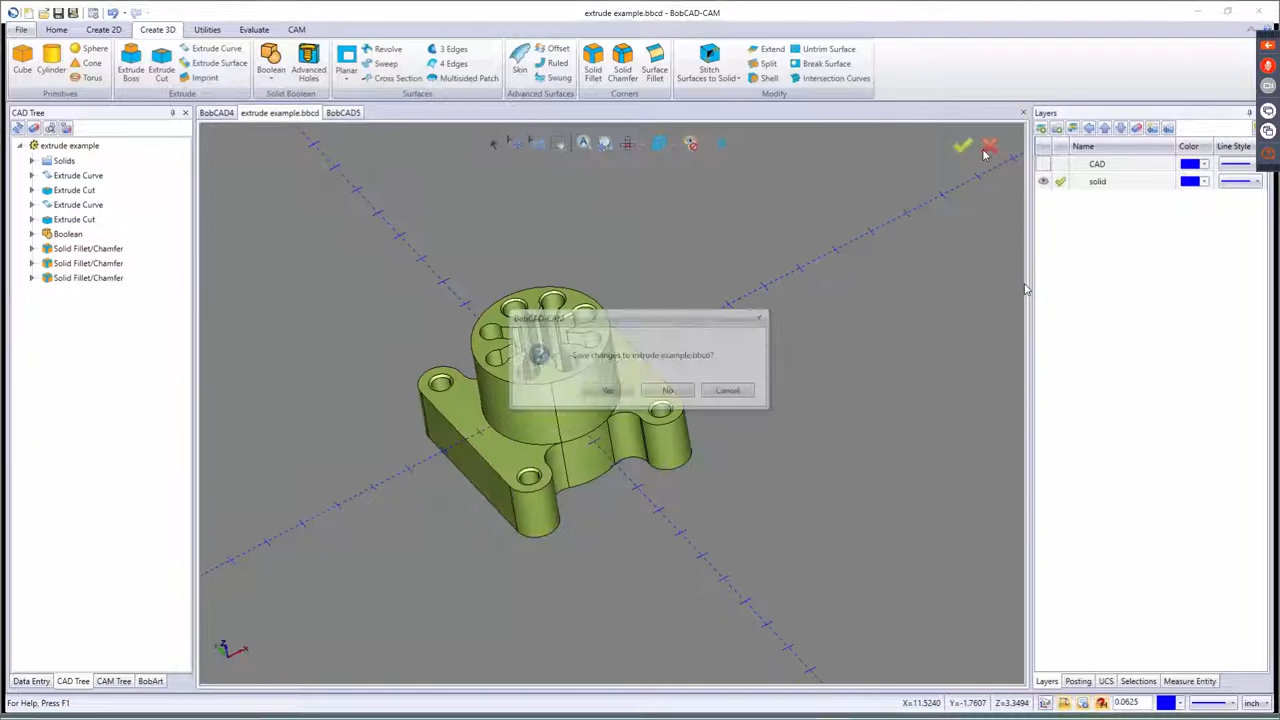 extrude example.bbcd - BobCAD-CAM
File Home Create 2D Create 3D Utilities Evaluate CAM
Sphere Extrude Curve Revolve 3 Edges Offset Extend Untrim Surface
Cone Extrude Surface Sweep 4 Edges Ruled Split Break Surface
Torus Imprint Cross Section Multisided Patch Swung Shell Intersection Curves
Cube Cylinder Extrude Boss Extrude Cut Boolean Advanced Holes Planar Skin Solid Fillet Solid Chamfer Surface Fillet Stitch Surfaces to Solid
Primitives Extrude Solid Boolean Surfaces Advanced Surfaces Corners Modify
CAD Tree BobCAD4 extrude example.bbcd BobCAD5 Layers
Name Color Line Style
extrude example
Solids CAD
Extrude Curve solid
Extrude Cut
Extrude Curve
Extrude Cut
Boolean
Solid Fillet/Chamfer
Solid Fillet/Chamfer
Solid Fillet/Chamfer
BobCAD-CAM
Save changes to extrude example.bbcd?
Yes No Cancel
Z
X
Data Entry CAD Tree CAM Tree BobArt Layers Posting UCS Selections Measure Entity
For Help, Press F1 X=11.5240 Y=-1.7607 Z=3.3494 0.0625 inch